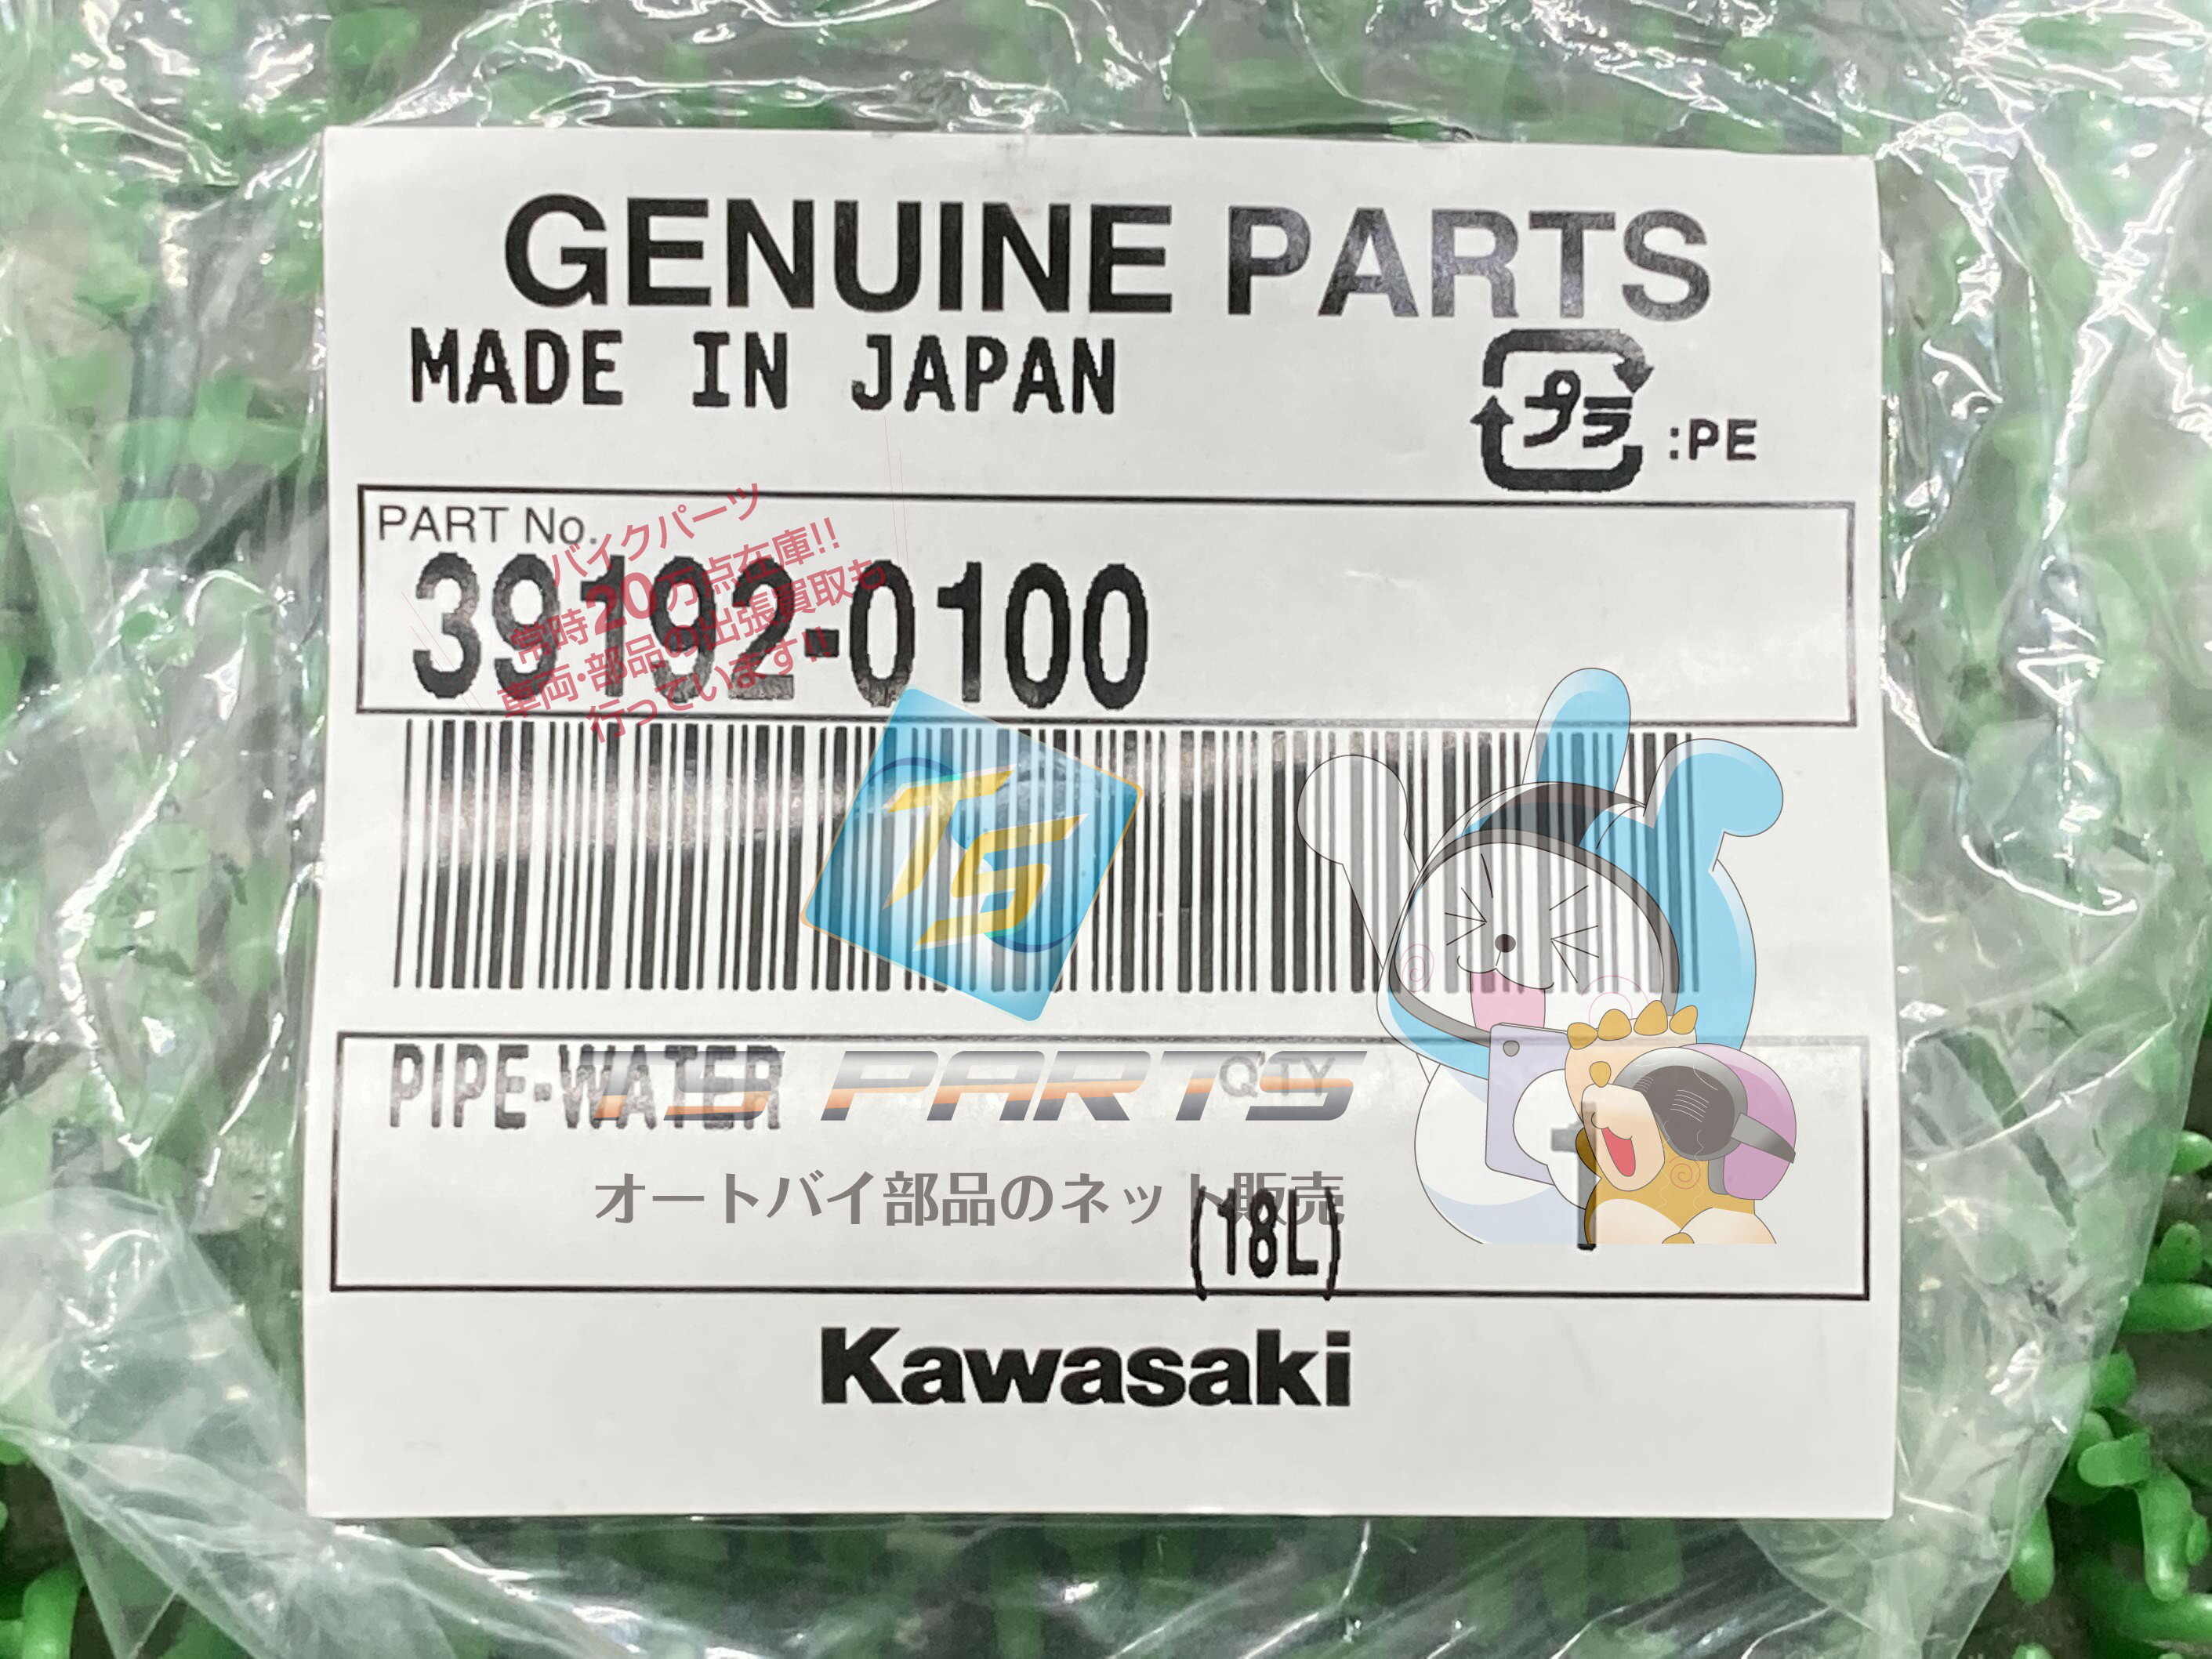 GENUINE PARTS
MADE IN JAPAN
プラ :PE
PART No.
39192-0100
バイクパーツ
常時20万点在庫!!
車両・部品の出張買取も
行っています!!
TS
PIPE-WATER
Q'TY
TS PARTS
1
オートバイ部品のネット販売
(18L)
Kawasaki